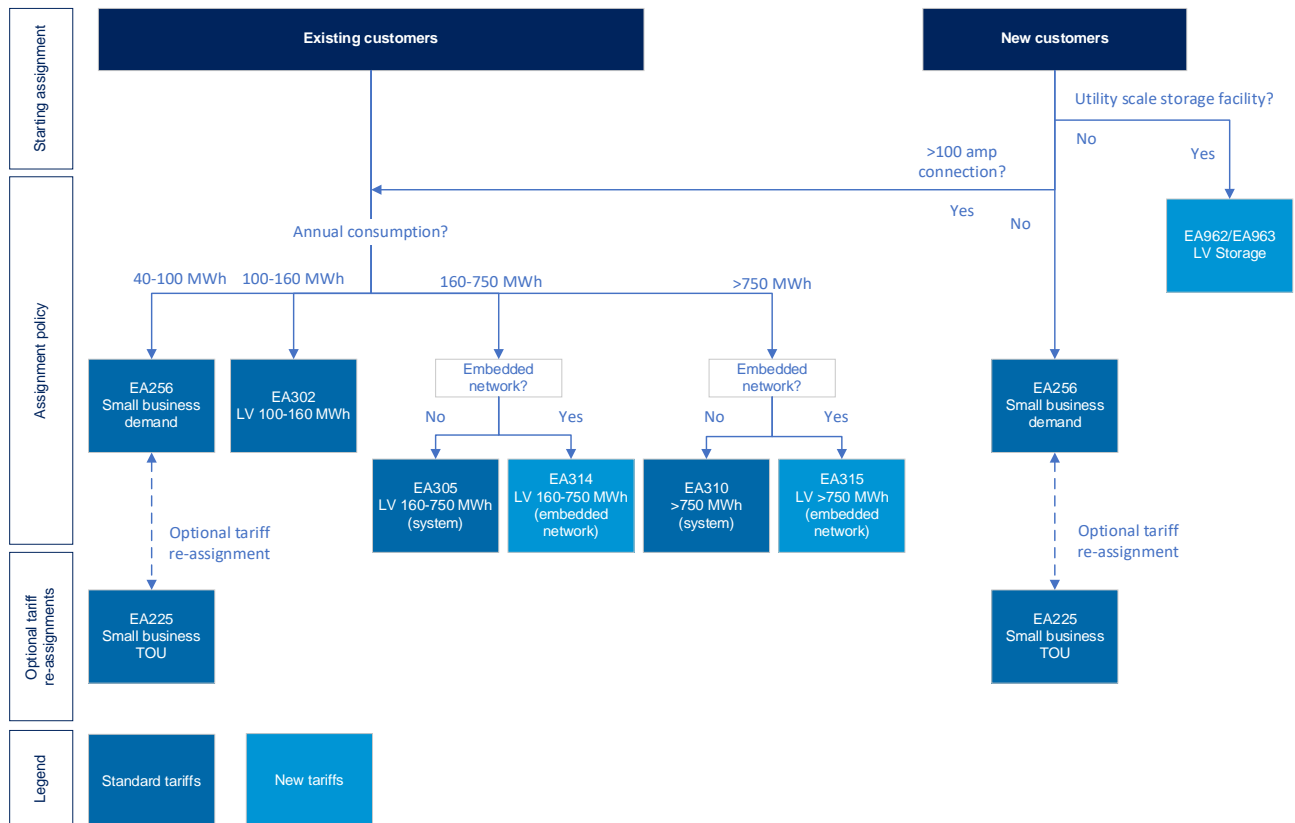 Starting assignment
Existing customers
New customers
Utility scale storage facility?
No
Yes
>100 amp
connection?
Yes
No
EA962/EA963
LV Storage
Assignment policy
Annual consumption?
40-100 MWh
100-160 MWh
160-750 MWh
>750 MWh
EA256
Small business
demand
EA302
LV 100-160 MWh
Embedded
network?
Embedded
network?
EA256
Small business
demand
No
Yes
No
Yes
EA305
LV 160-750 MWh
(system)
EA314
LV 160-750 MWh
(embedded
network)
EA310
>750 MWh
(system)
EA315
LV >750 MWh
(embedded
network)
Optional tariff
re-assignment
Optional tariff
re-assignment
Optional tariff
re-assignments
EA225
Small business
TOU
EA225
Small business
TOU
Legend
Standard tariffs
New tariffs